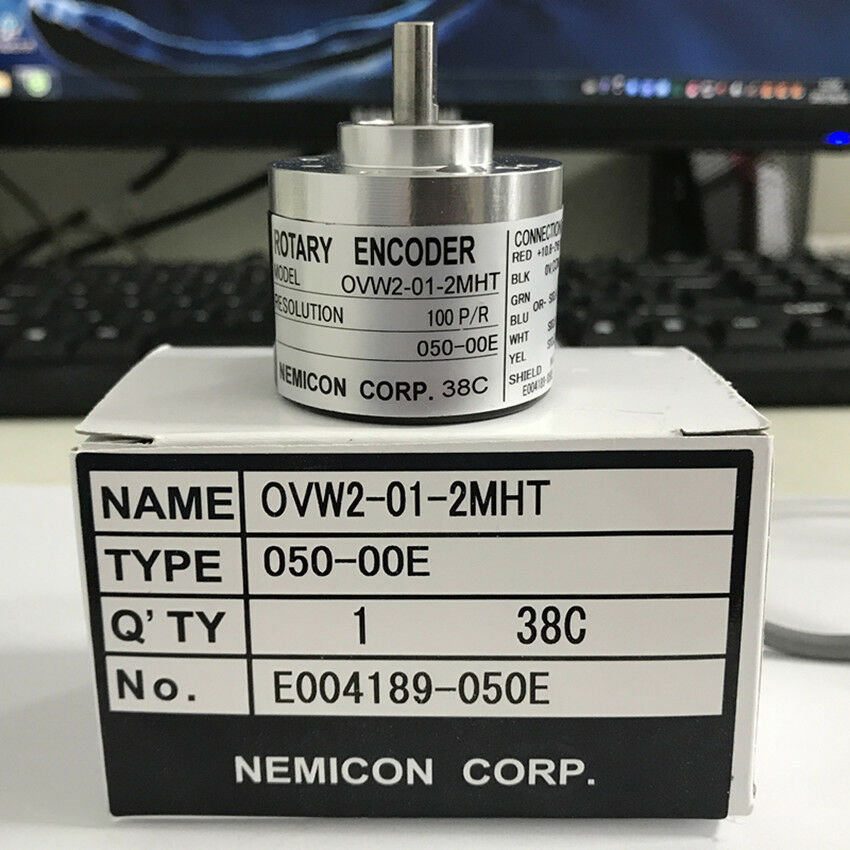 ROTARY ENCODER
MODEL OVW2-01-2MHT
RESOLUTION 100 P/R
050-00E
NEMICON CORP. 38C
CONNECTION
RED
BLK
GRN
OR-
BLU
WHT
YEL
SHIELD
NAME OVW2-01-2MHT
TYPE 050-00E
Q'TY 1 38C
No. E004189-050E
NEMICON CORP.